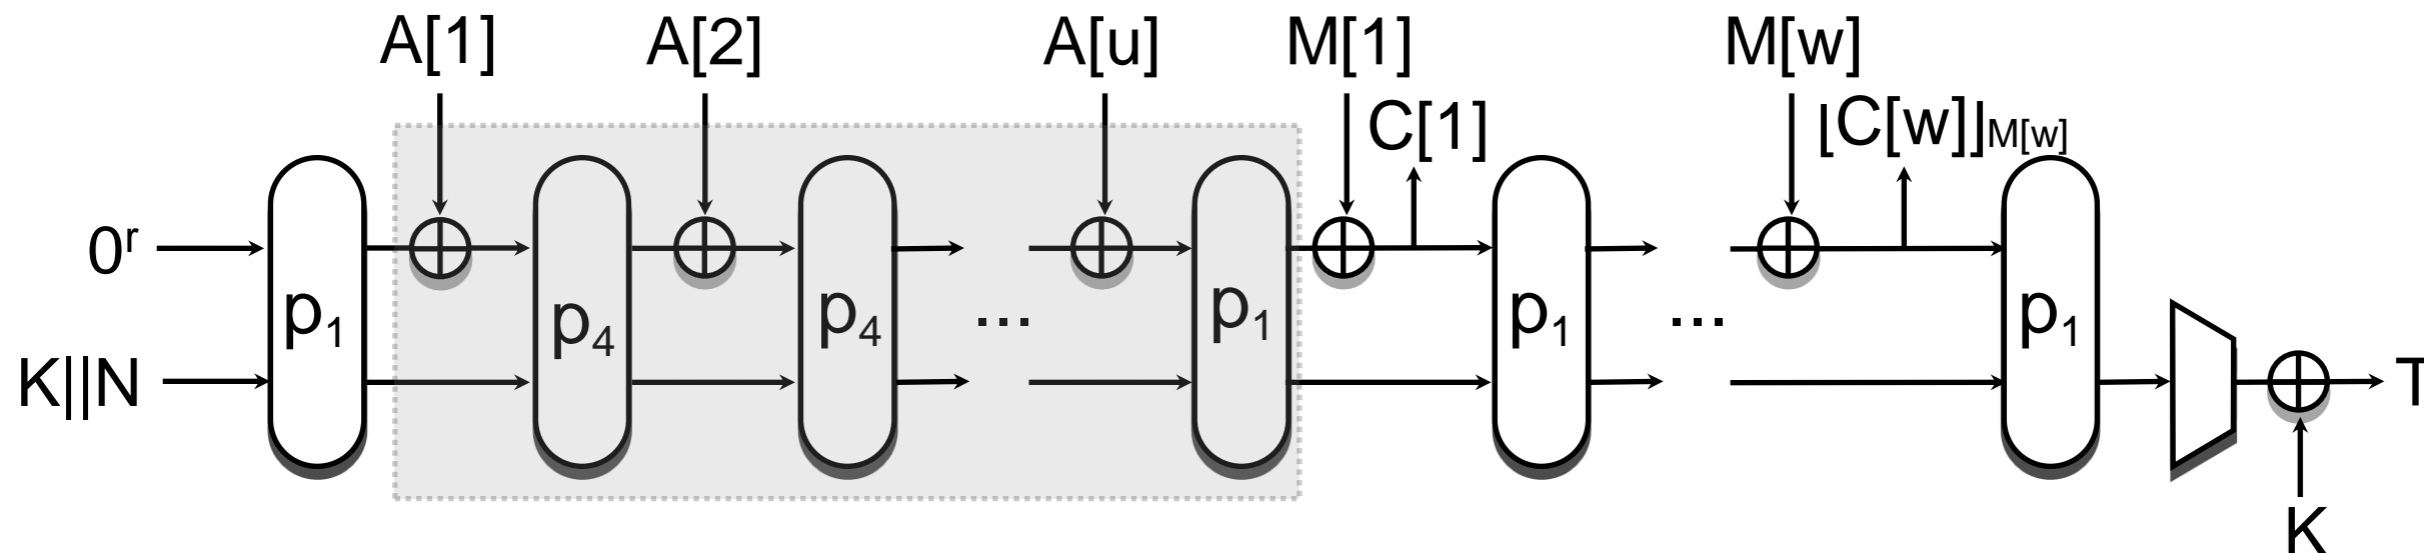 A[1] A[2] A[u] M[1] M[w]
C[1] ⌊C[w]⌋M[w]
0r
p1 p4 p4 ... p1 p1 ... p1
K||N T
K